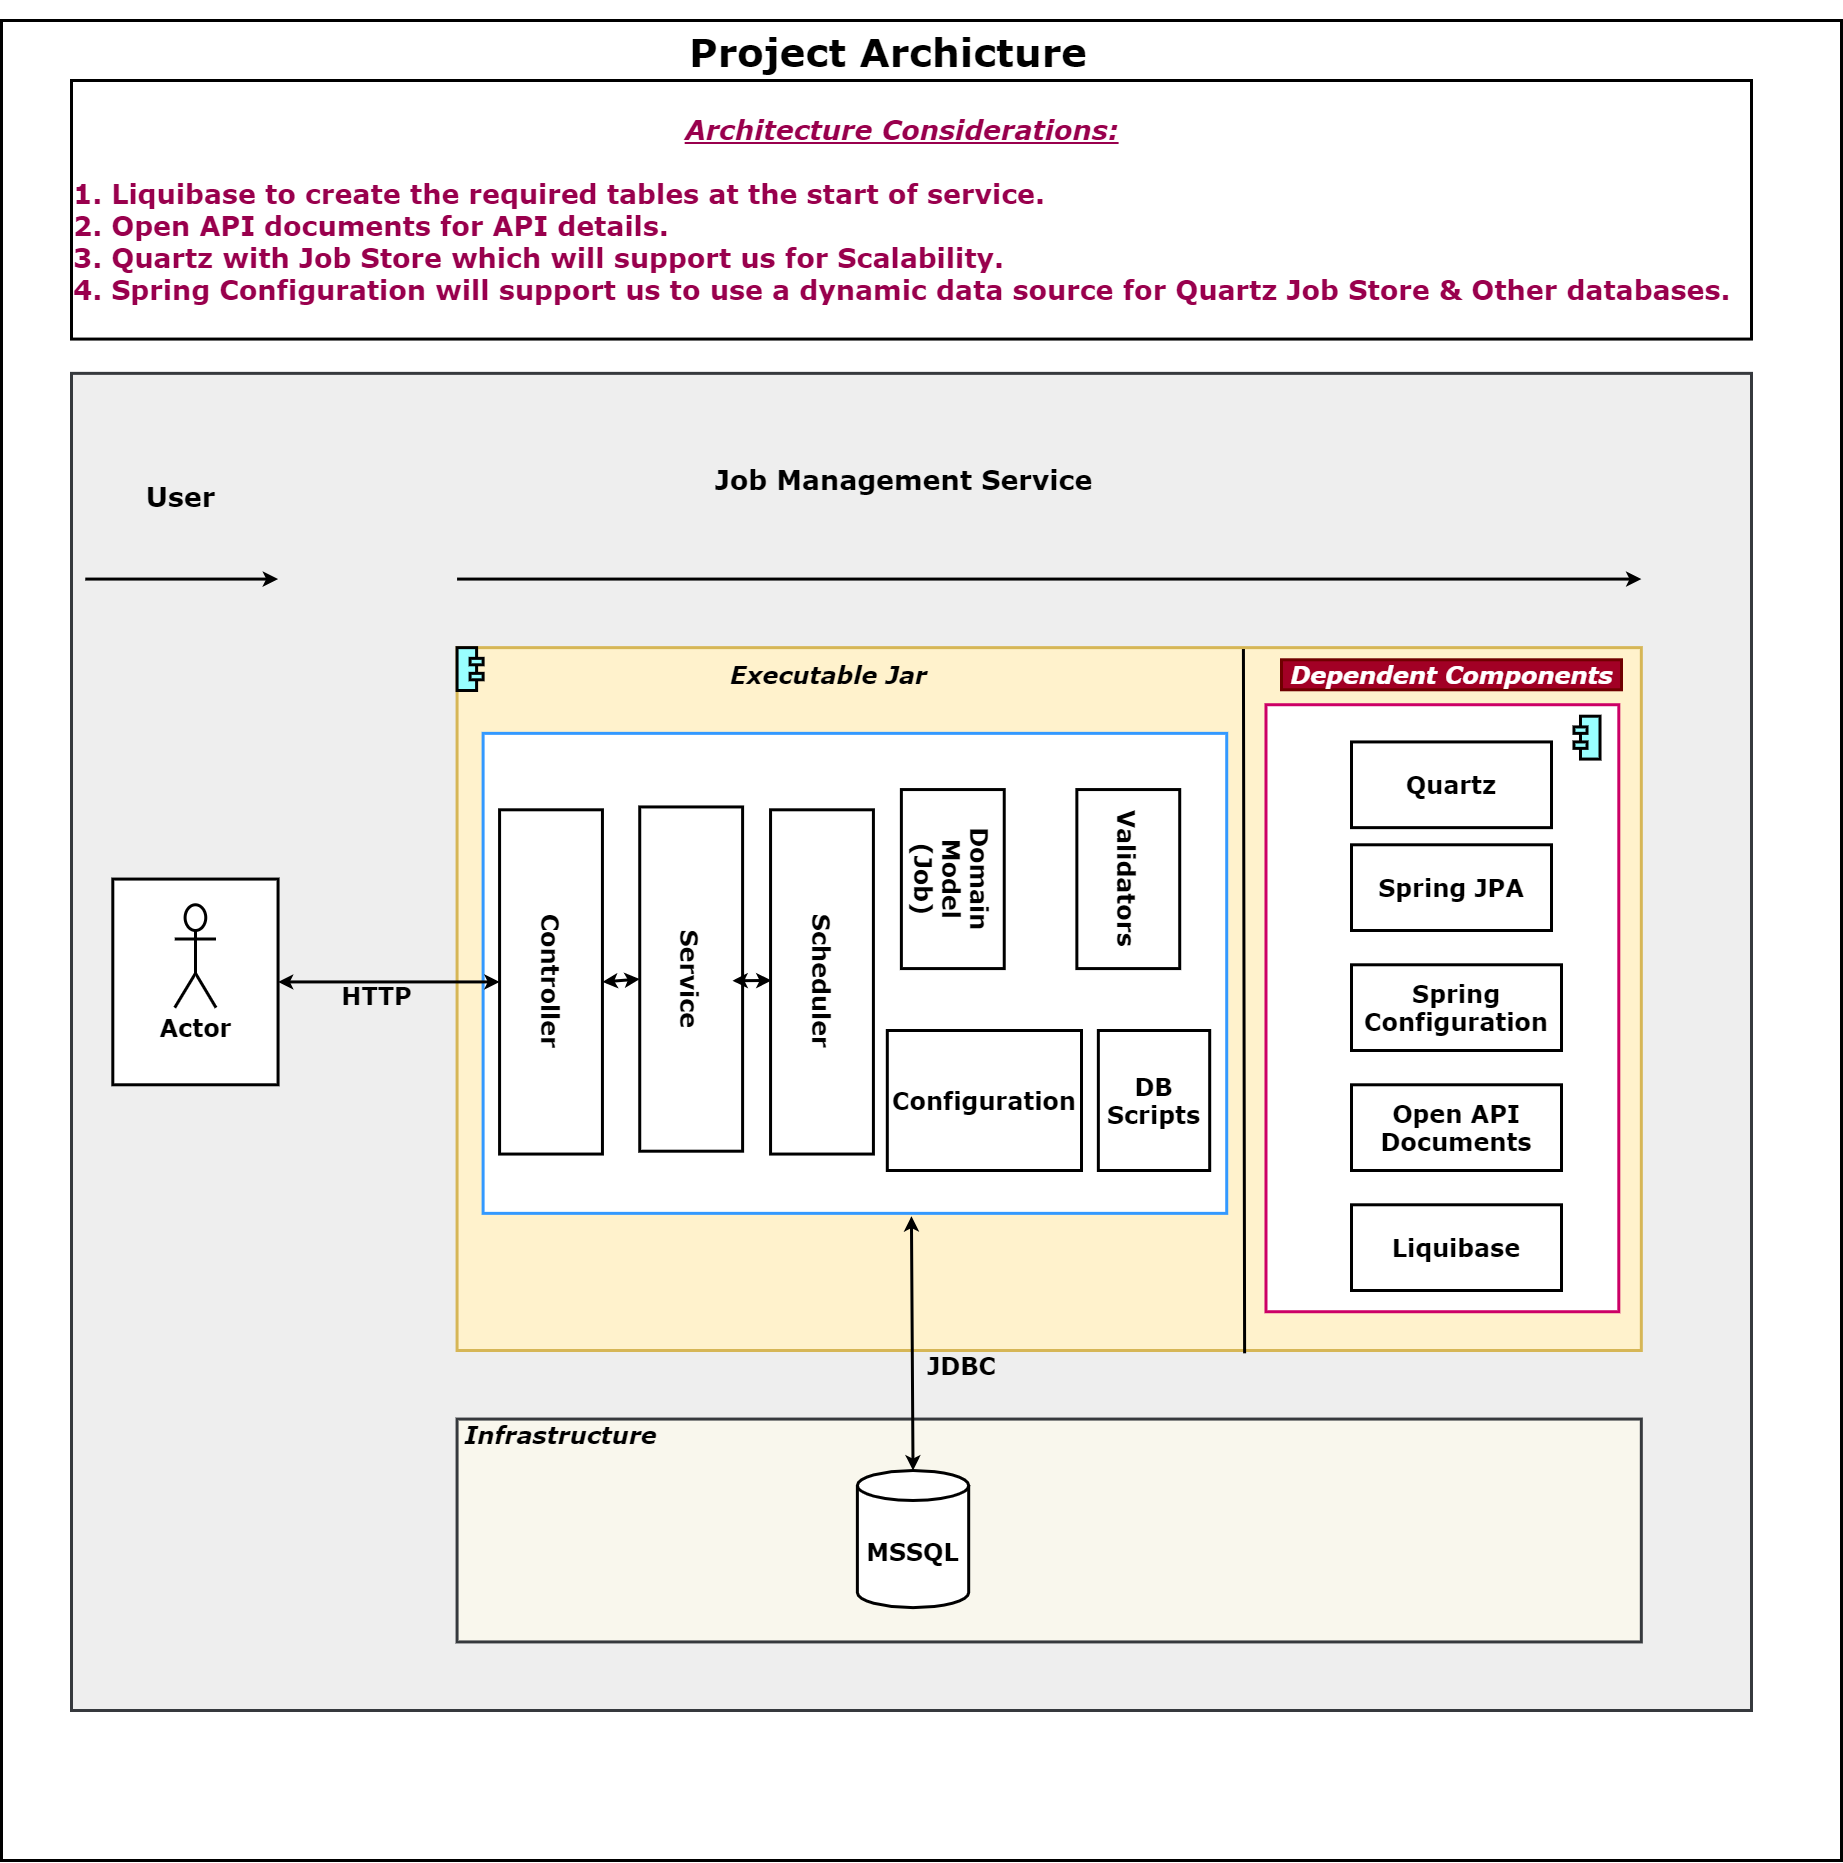 Project Archicture
Architecture Considerations:
1. Liquibase to create the required tables at the start of service.
2. Open API documents for API details.
3. Quartz with Job Store which will support us for Scalability.
4. Spring Configuration will support us to use a dynamic data source for Quartz Job Store & Other databases.
User
Job Management Service
Executable Jar
Dependent Components
Actor
HTTP
Controller
Service
Scheduler
Domain
Model
(Job)
Validators
Configuration
DB
Scripts
Quartz
Spring JPA
Spring
Configuration
Open API
Documents
Liquibase
JDBC
Infrastructure
MSSQL